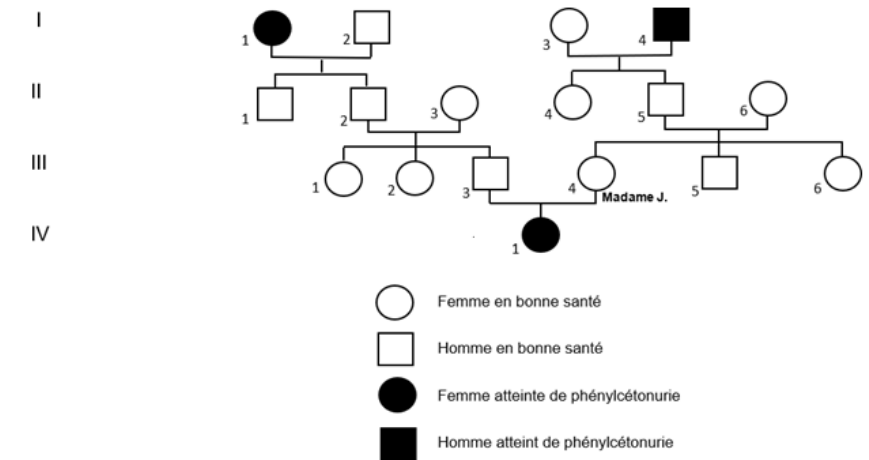 I
1 2 3 4
II
1 2 3 4 5 6
III
1 2 3 4 Madame J. 5 6
IV
1
Femme en bonne santé
Homme en bonne santé
Femme atteinte de phénylcétonurie
Homme atteint de phénylcétonurie